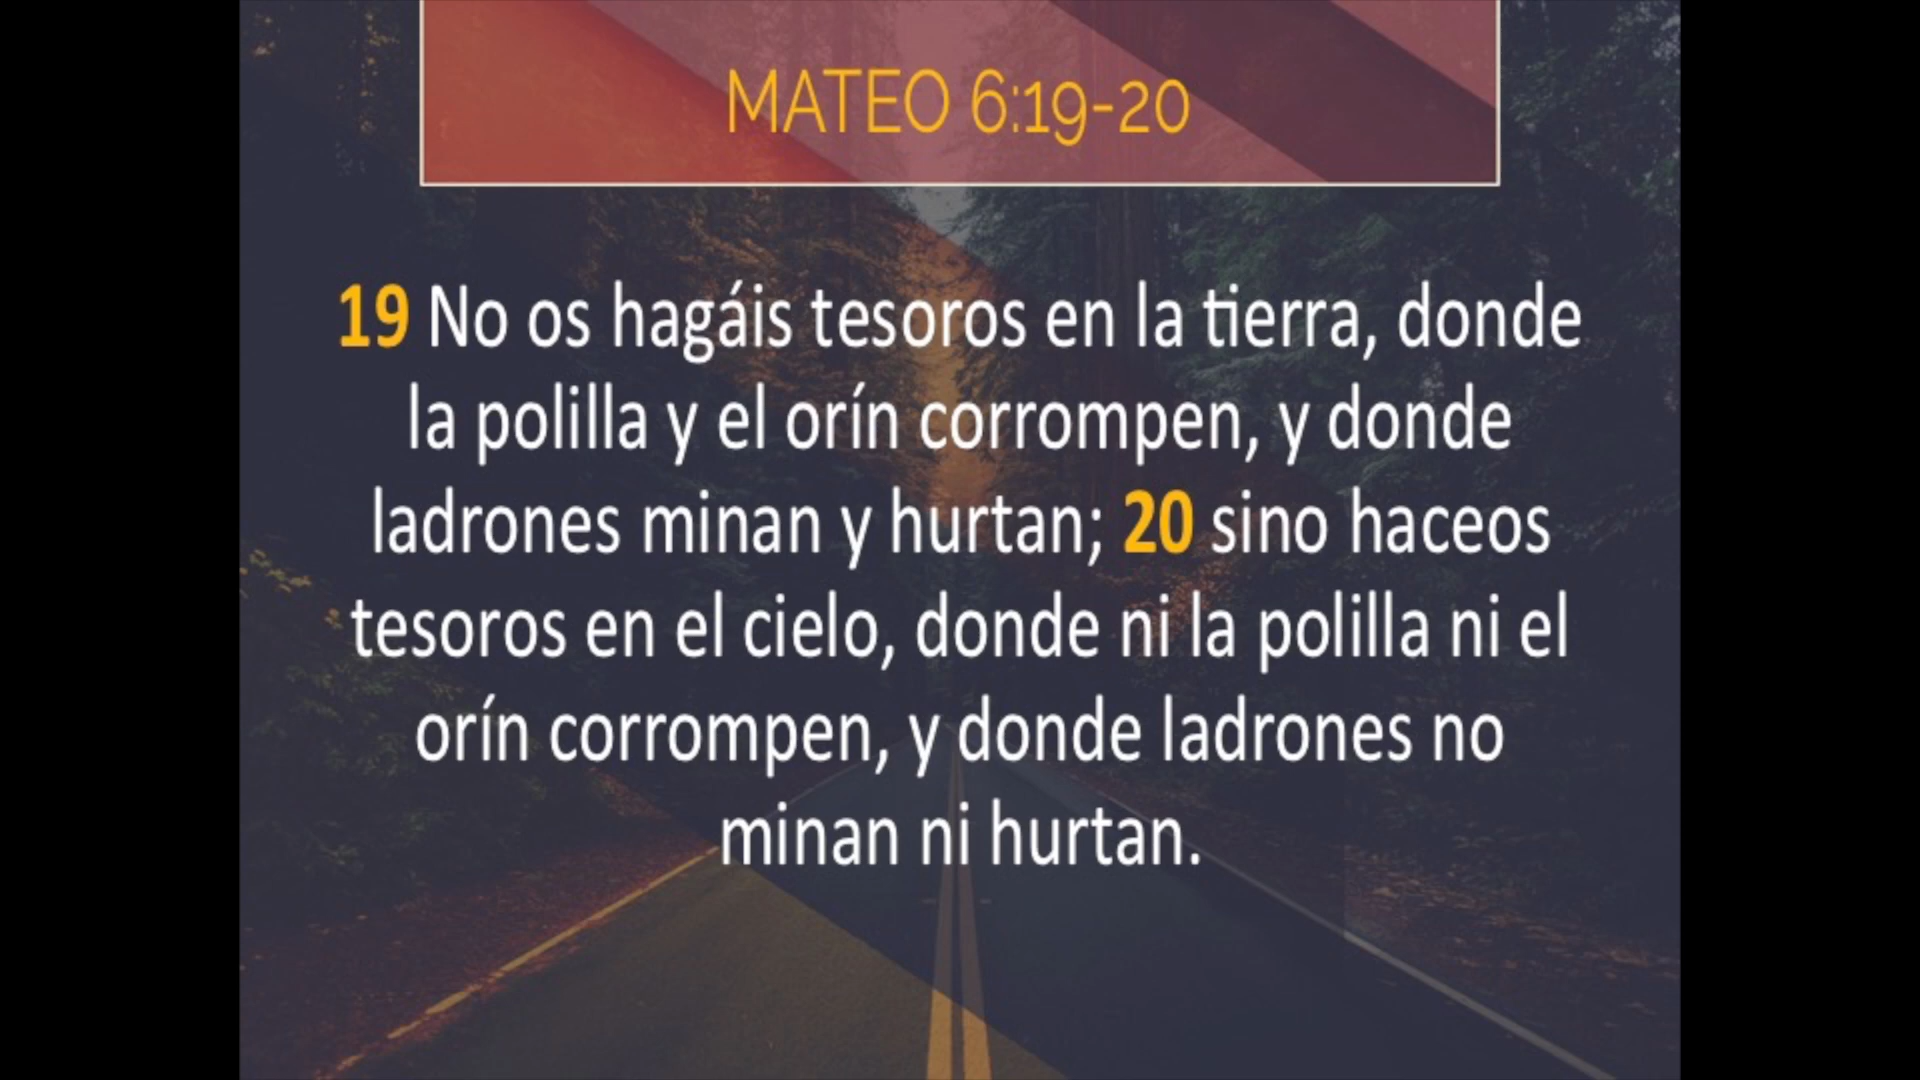 MATEO 6:19-20
19 No os hagáis tesoros en la tierra, donde
la polilla y el orín corrompen, y donde
ladrones minan y hurtan; 20 sino haceos
tesoros en el cielo, donde ni la polilla ni el
orín corrompen, y donde ladrones no
minan ni hurtan.